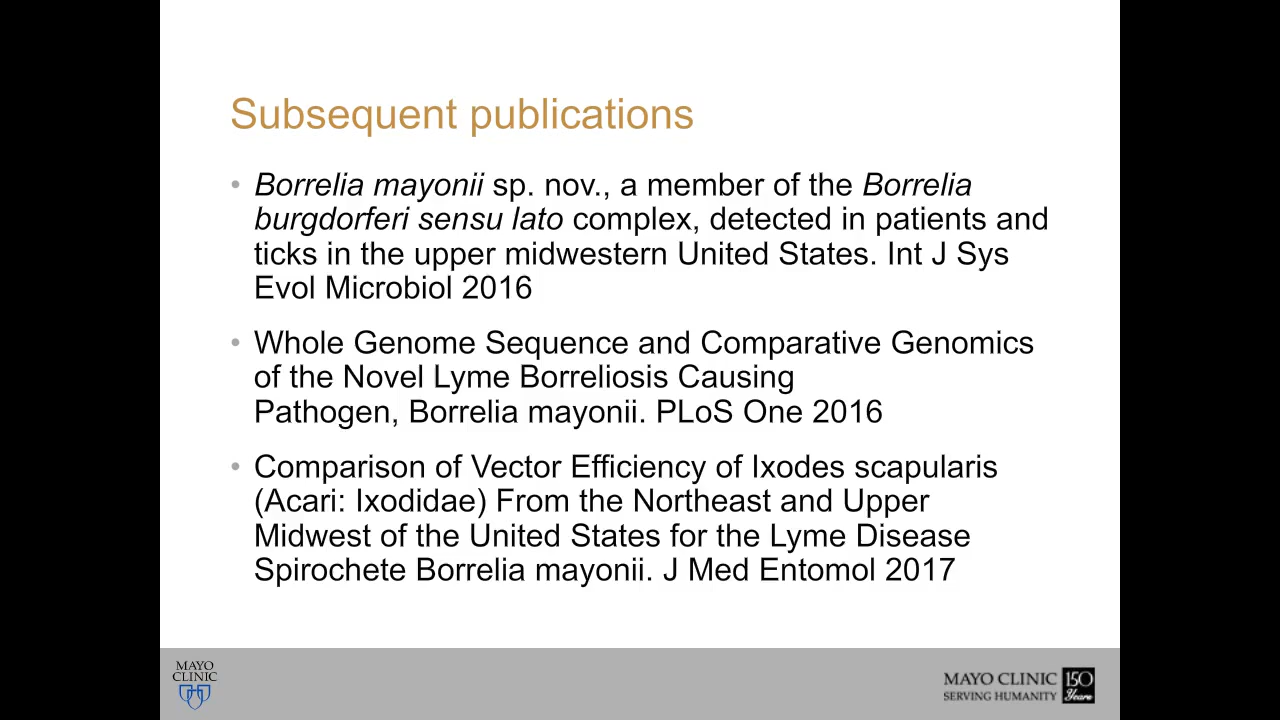 Subsequent publications
• Borrelia mayonii sp. nov., a member of the Borrelia
burgdorferi sensu lato complex, detected in patients and
ticks in the upper midwestern United States. Int J Sys
Evol Microbiol 2016
• Whole Genome Sequence and Comparative Genomics
of the Novel Lyme Borreliosis Causing
Pathogen, Borrelia mayonii. PLoS One 2016
• Comparison of Vector Efficiency of Ixodes scapularis
(Acari: Ixodidae) From the Northeast and Upper
Midwest of the United States for the Lyme Disease
Spirochete Borrelia mayonii. J Med Entomol 2017
MAYO
CLINIC
MAYO CLINIC
SERVING HUMANITY
150
Years